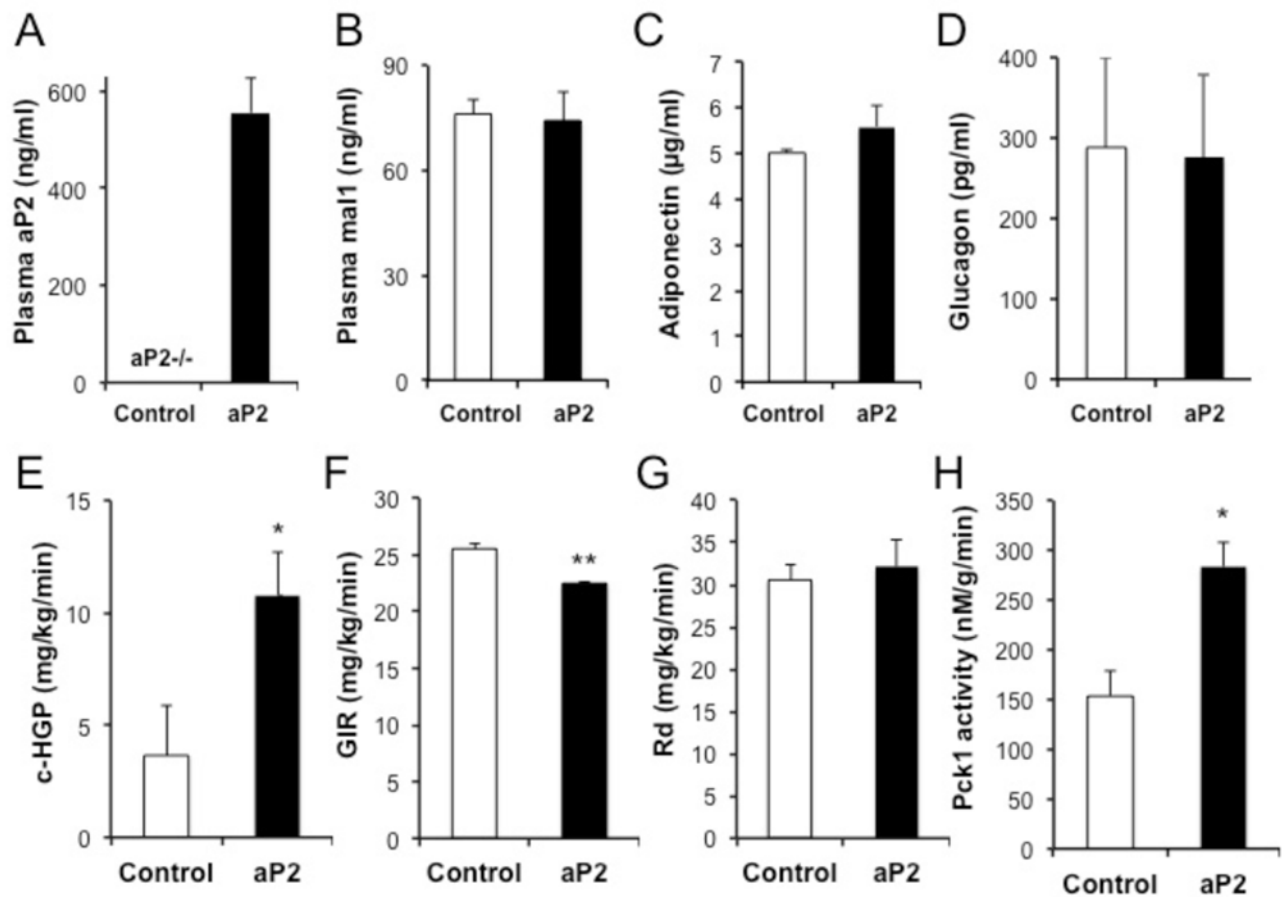 A
Plasma aP2 (ng/ml)
600
400
200
0
aP2-/-
Control aP2
B
Plasma mal1 (ng/ml)
90
60
30
0
Control aP2
C
Adiponectin (µg/ml)
7
6
5
4
3
2
1
0
Control aP2
D
Glucagon (pg/ml)
400
300
200
100
0
Control aP2
E
c-HGP (mg/kg/min)
15
10
5
0
*
Control aP2
F
GIR (mg/kg/min)
30
25
20
15
10
5
0
**
Control aP2
G
Rd (mg/kg/min)
40
35
30
25
20
15
10
5
0
Control aP2
H
Pck1 activity (nM/g/min)
350
300
250
200
150
100
50
0
*
Control aP2